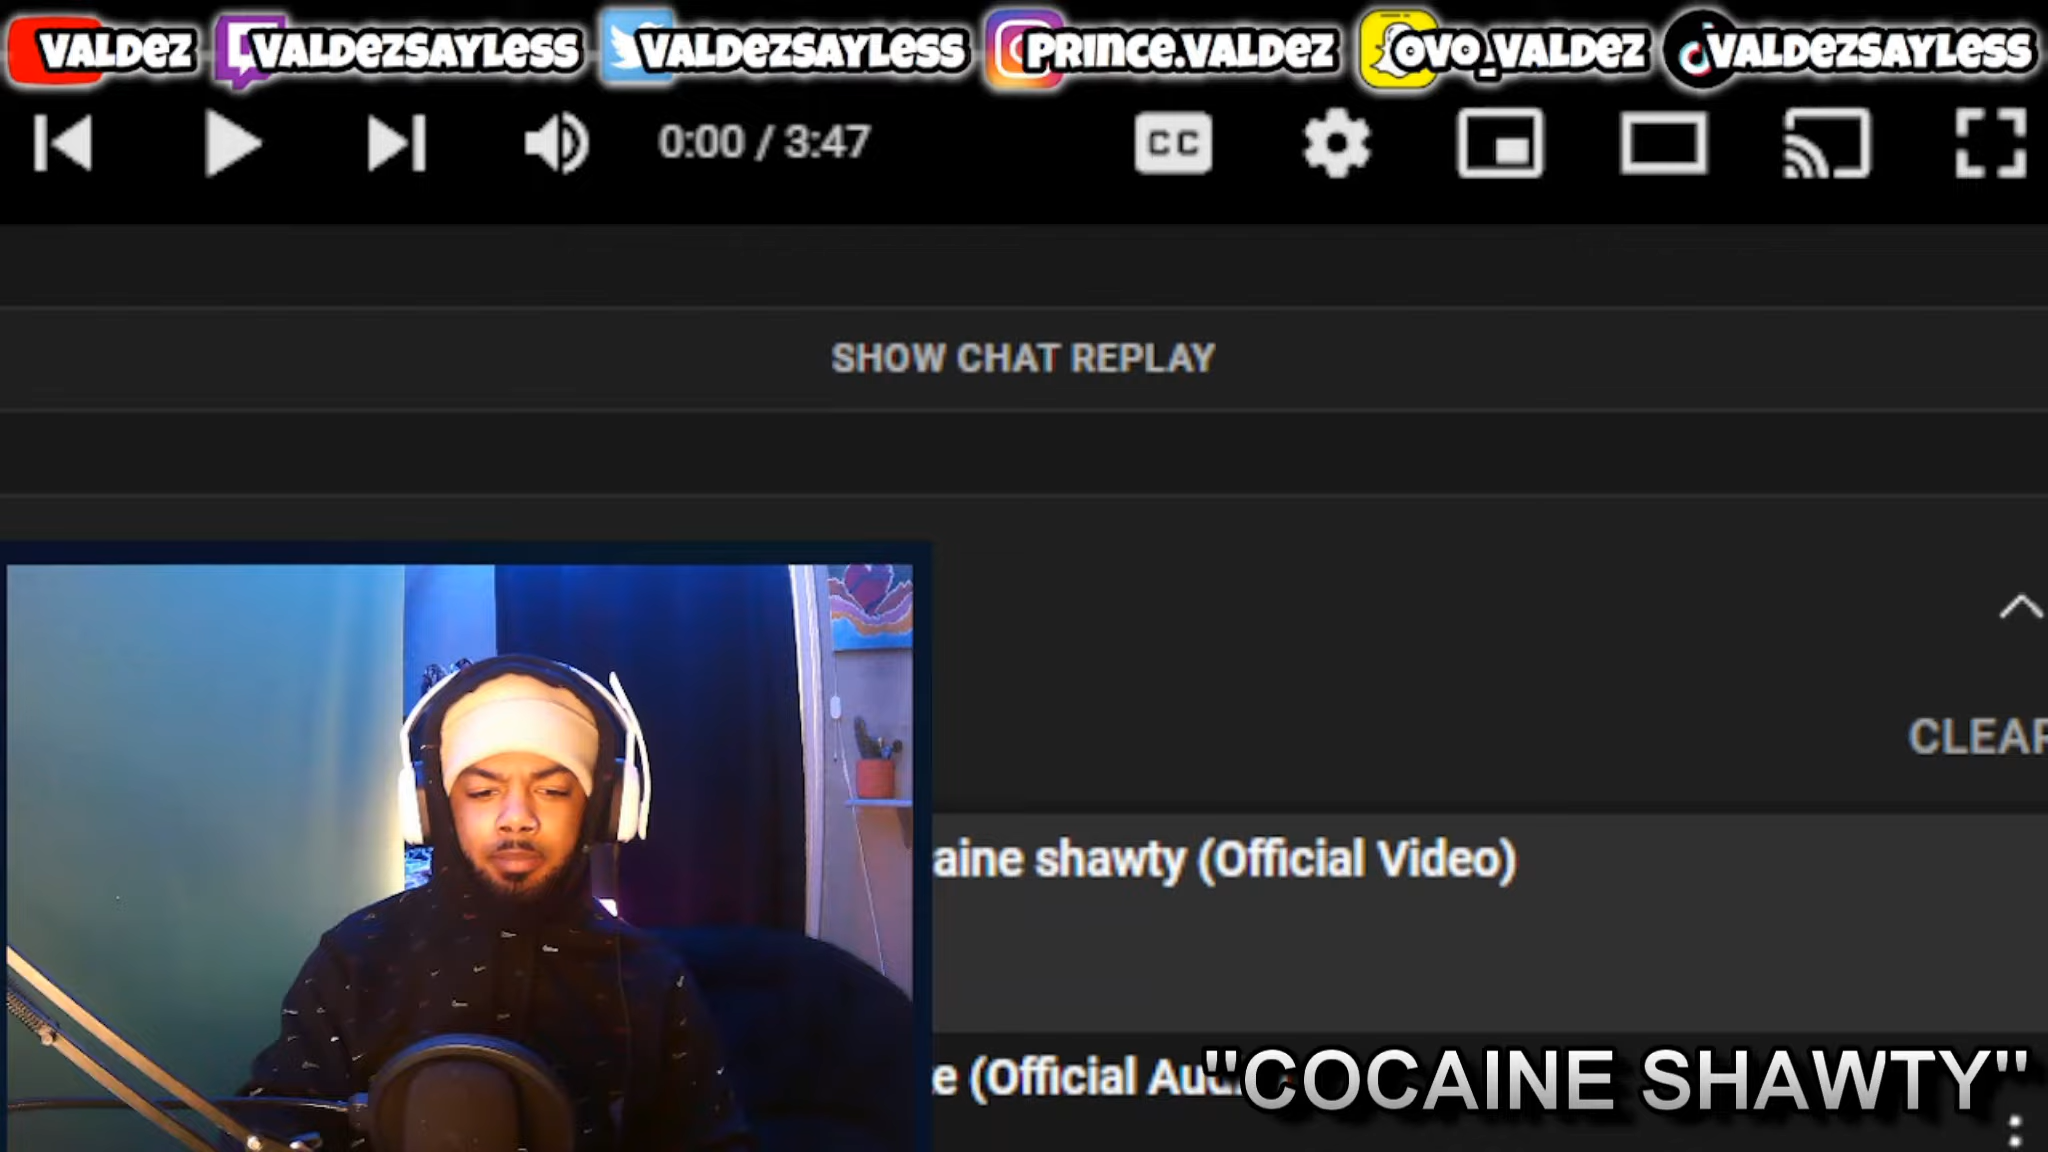 VALDEZ VALDEZSAYLESS VALDEZSAYLESS PRINCE.VALDEZ OVO_VALDEZ VALDEZSAYLESS
0:00 / 3:47 CC
SHOW CHAT REPLAY
CLEAR
aine shawty (Official Video)
e (Official Au
"COCAINE SHAWTY"